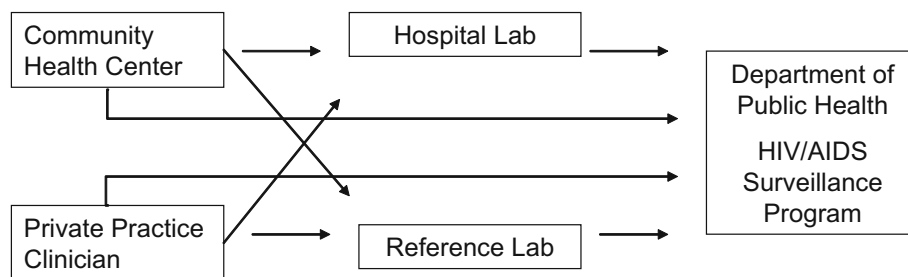 Community
Health Center
Hospital Lab
Department of
Public Health
HIV/AIDS
Surveillance
Program
Private Practice
Clinician
Reference Lab